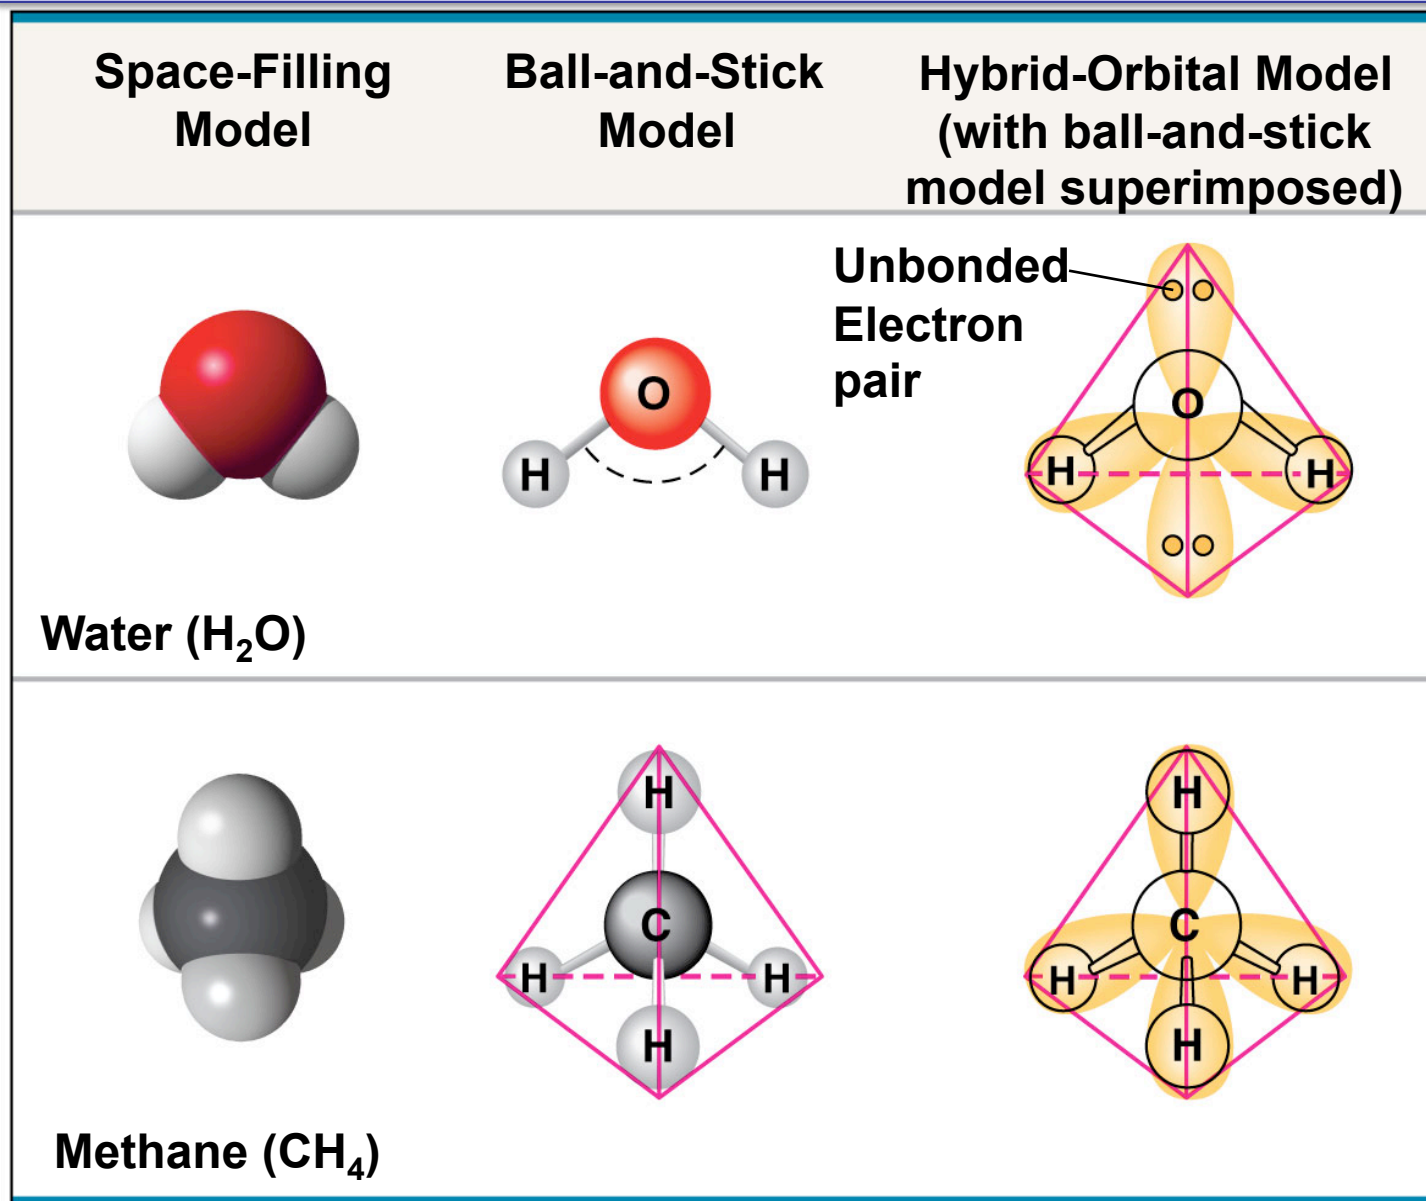 Space-Filling
Model
Ball-and-Stick
Model
Hybrid-Orbital Model
(with ball-and-stick
model superimposed)
Unbonded
Electron
pair
O
H
H
O
H
H
Water (H₂O)
H
C
H
H
H
H
C
H
H
H
Methane (CH₄)